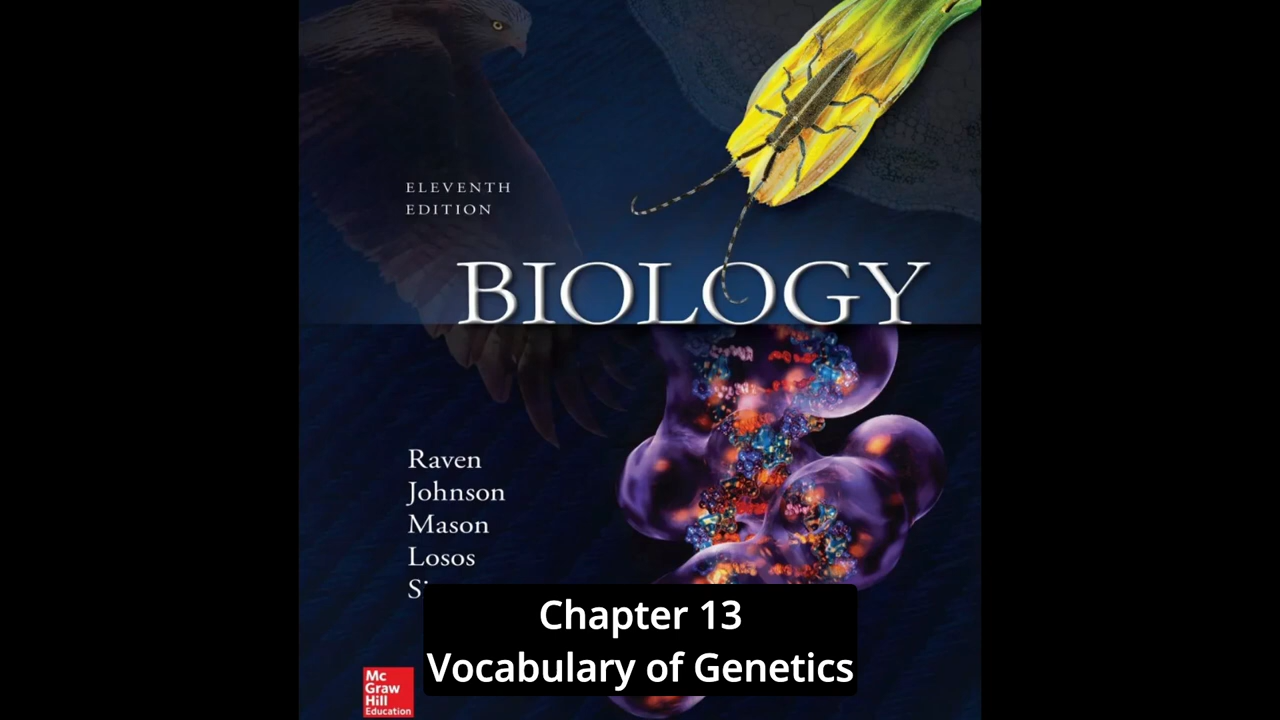 ELEVENTH
EDITION
BIOLOGY
Raven
Johnson
Mason
Losos
Chapter 13
Vocabulary of Genetics
Mc
Graw
Hill
Education